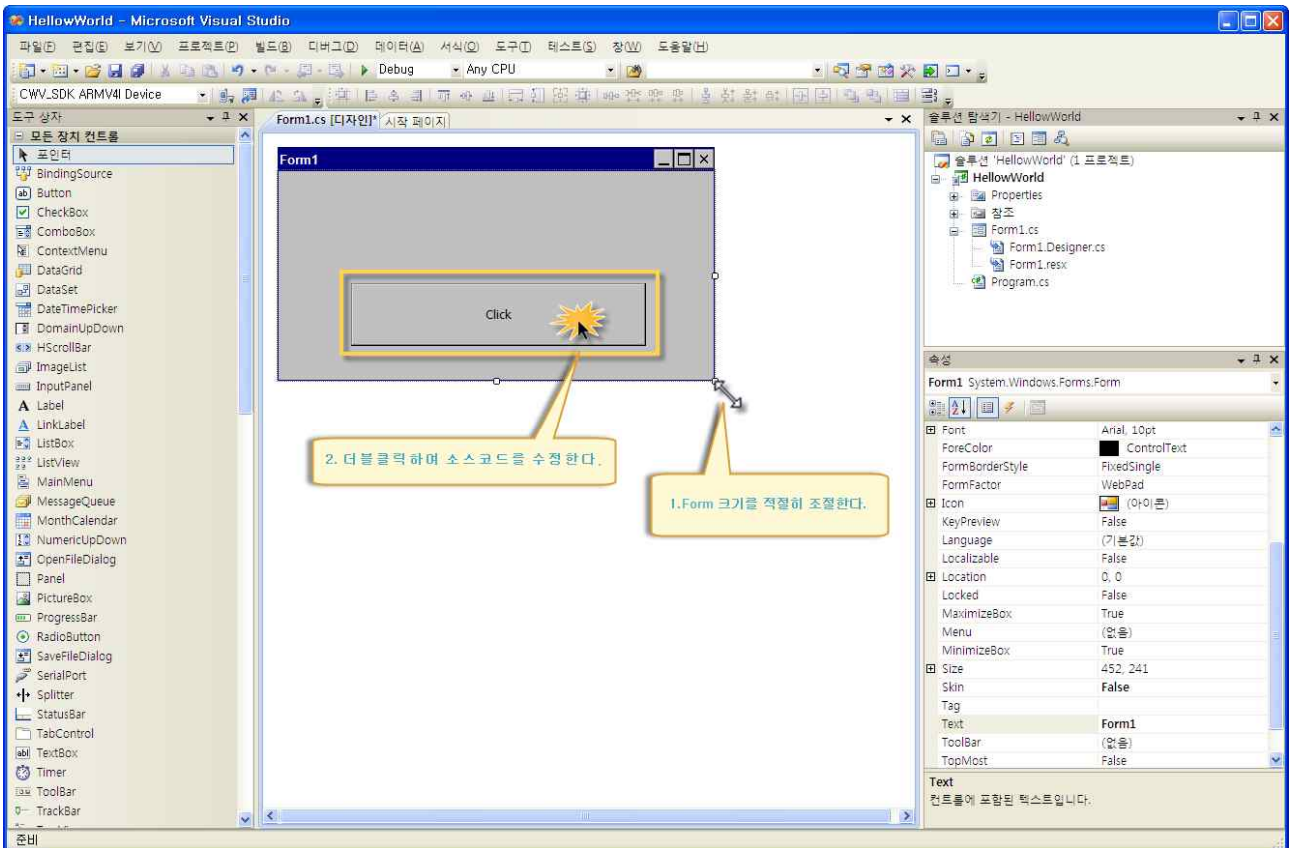 HellowWorld - Microsoft Visual Studio
파일(F) 편집(E) 보기(V) 프로젝트(P) 빌드(B) 디버그(D) 데이터(A) 서식(O) 도구(T) 테스트(S) 창(W) 도움말(H)
Debug Any CPU
CWV_SDK ARMV4I Device
도구 상자
모든 장치 컨트롤
포인터
BindingSource
Button
CheckBox
ComboBox
ContextMenu
DataGrid
DataSet
DateTimePicker
DomainUpDown
HScrollBar
ImageList
InputPanel
Label
LinkLabel
ListBox
ListView
MainMenu
MessageQueue
MonthCalendar
NumericUpDown
OpenFileDialog
Panel
PictureBox
ProgressBar
RadioButton
SaveFileDialog
SerialPort
Splitter
StatusBar
TabControl
TextBox
Timer
ToolBar
TrackBar
Form1.cs [디자인]* 시작 페이지
Form1
Click
2. 더블클릭하며 소스코드를 수정한다.
1.Form 크기를 적절히 조절한다.
솔루션 탐색기 - HellowWorld
솔루션 'HellowWorld' (1 프로젝트)
HellowWorld
Properties
참조
Form1.cs
Form1.Designer.cs
Form1.resx
Program.cs
속성
Form1 System.Windows.Forms.Form
Font Arial, 10pt
ForeColor ControlText
FormBorderStyle FixedSingle
FormFactor WebPad
Icon (아이콘)
KeyPreview False
Language (기본값)
Localizable False
Location 0, 0
Locked False
MaximizeBox True
Menu (없음)
MinimizeBox True
Size 452, 241
Skin False
Tag
Text Form1
ToolBar (없음)
TopMost False
Text
컨트롤에 포함된 텍스트입니다.
준비